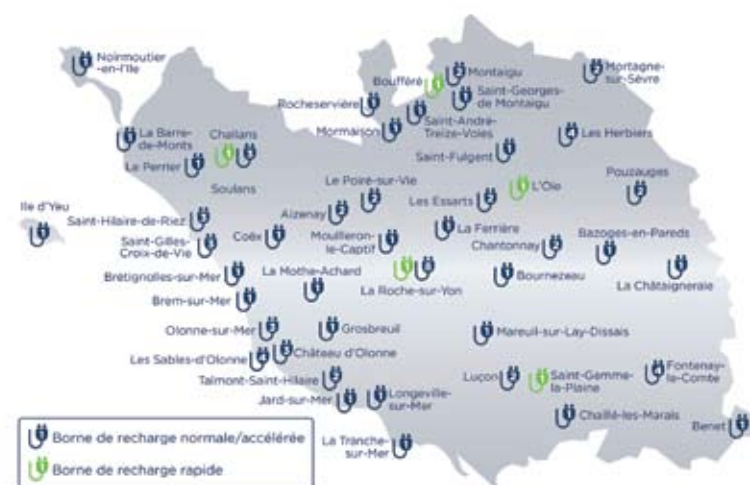 Noirmoutier
-en-l'Ile
Boufféré
Montaigu
Mortagne-
sur-Sèvre
Rocheservière
Saint-Georges-
de Montaigu
La Barre-
de-Monts
Challans
Mormaison
Saint-André-
Treize-Voies
Les Herbiers
Le Perrier
Saint-Fulgent
Soulans
Le Poiré-sur-Vie
Les Essarts
L'Oie
Pouzauges
Ile d'Yeu
Saint-Hilaire-de-Riez
Aizenay
La Ferrière
Saint-Gilles-
Croix-de-Vie
Coëx
Mouilleron-
le-Captif
Chantonnay
Bazoges-en-Pareds
Brétignolles-sur-Mer
La Mothe-Achard
La Roche-sur-Yon
Bournezeau
La Châtaigneraie
Brem-sur-Mer
Olonne-sur-Mer
Grosbreuil
Mareuil-sur-Lay-Dissais
Les Sables-d'Olonne
Château d'Olonne
Talmont-Saint-Hilaire
Luçon
Saint-Gemme-
la-Plaine
Fontenay-
le-Comte
Jard-sur-Mer
Longeville-
sur-Mer
Chaillé-les-Marais
Benet
La Tranche-
sur-Mer
Borne de recharge normale/accélérée
Borne de recharge rapide